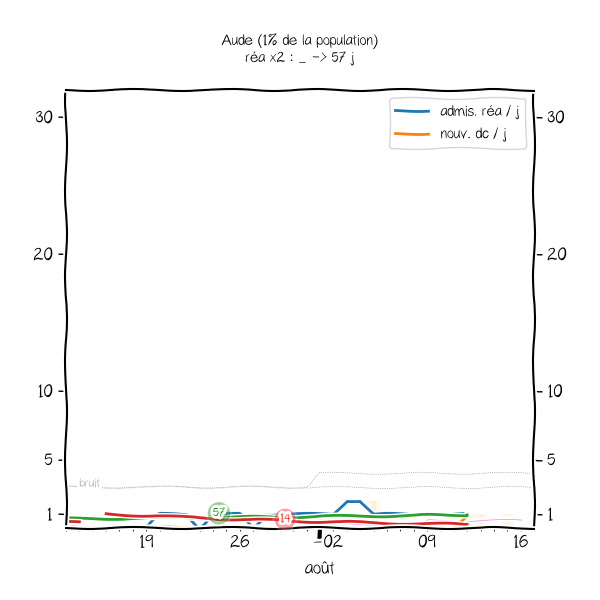 Aude (1% de la population)
réa x2 : _ -> 57 j
admis. réa / j
nouv. dc / j
30
30
20
20
10
10
5
5
bruit
57
14
1
1
19
26
02
09
16
août